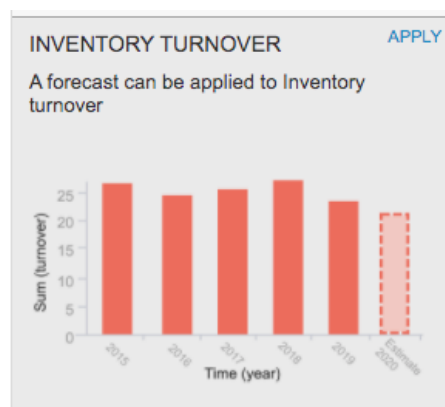 INVENTORY TURNOVER
APPLY
A forecast can be applied to Inventory
turnover
Sum (turnover)
25
20
15
10
5
0
2015
2016
2017
2018
2019
Estimate
2020
Time (year)